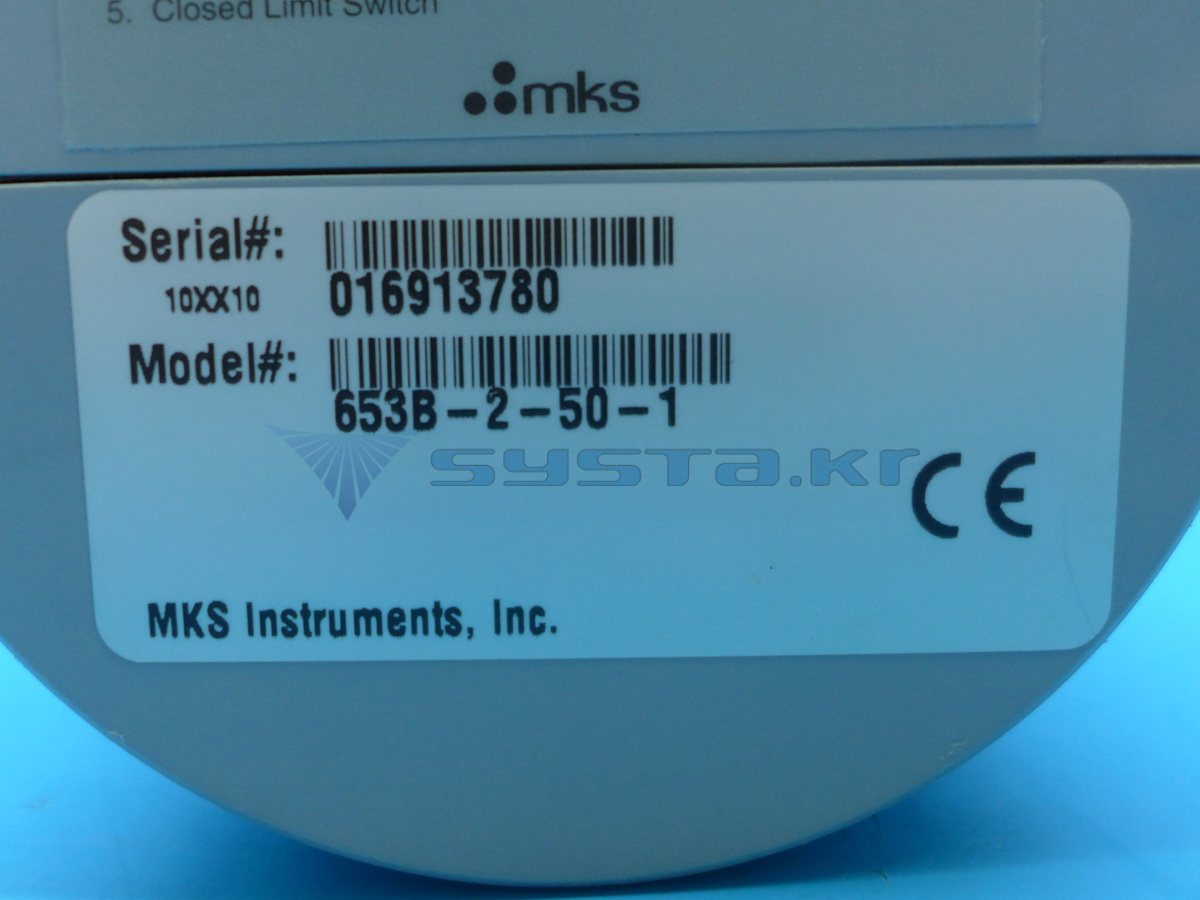 5. Closed Limit Switch
mks
Serial#:
10XX10
016913780
Model#:
653B-2-50-1
systa.kr
CE
MKS Instruments, Inc.